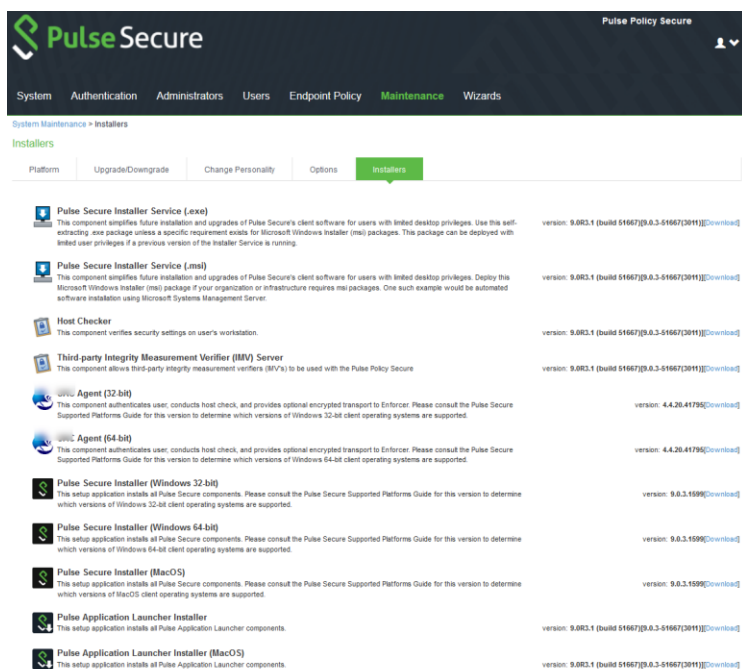 Pulse Secure
Pulse Policy Secure
System Authentication Administrators Users Endpoint Policy Maintenance Wizards
System Maintenance > Installers
Installers
Platform Upgrade/Downgrade Change Personality Options Installers
Pulse Secure Installer Service (.exe)
This component simplifies future installation and upgrades of Pulse Secure's client software for users with limited desktop privileges. Use this self-
extracting .exe package unless a specific requirement exists for Microsoft Windows Installer (msi) packages. This package can be deployed with
limited user privileges if a previous version of the Installer Service is running.
version: 9.0R3.1 (build 51667)[9.0.3-51667(3011)][Download]
Pulse Secure Installer Service (.msi)
This component simplifies future installation and upgrades of Pulse Secure's client software for users with limited desktop privileges. Deploy this
Microsoft Windows Installer (msi) package if your organization or infrastructure requires msi packages. One such example would be automated
software installation using Microsoft Systems Management Server.
version: 9.0R3.1 (build 51667)[9.0.3-51667(3011)][Download]
Host Checker
This component verifies security settings on user's workstation.
version: 9.0R3.1 (build 51667)[9.0.3-51667(3011)][Download]
Third-party Integrity Measurement Verifier (IMV) Server
This component allows third-party integrity measurement verifiers (IMV's) to be used with the Pulse Policy Secure
version: 9.0R3.1 (build 51667)[9.0.3-51667(3011)][Download]
Agent (32-bit)
This component authenticates user, conducts host check, and provides optional encrypted transport to Enforcer. Please consult the Pulse Secure
Supported Platforms Guide for this version to determine which versions of Windows 32-bit client operating systems are supported.
version: 4.4.20.41795[Download]
Agent (64-bit)
This component authenticates user, conducts host check, and provides optional encrypted transport to Enforcer. Please consult the Pulse Secure
Supported Platforms Guide for this version to determine which versions of Windows 64-bit client operating systems are supported.
version: 4.4.20.41795[Download]
Pulse Secure Installer (Windows 32-bit)
This setup application installs all Pulse Secure components. Please consult the Pulse Secure Supported Platforms Guide for this version to determine
which versions of Windows 32-bit client operating systems are supported.
version: 9.0.3.1599[Download]
Pulse Secure Installer (Windows 64-bit)
This setup application installs all Pulse Secure components. Please consult the Pulse Secure Supported Platforms Guide for this version to determine
which versions of Windows 64-bit client operating systems are supported.
version: 9.0.3.1599[Download]
Pulse Secure Installer (MacOS)
This setup application installs all Pulse Secure components. Please consult the Pulse Secure Supported Platforms Guide for this version to determine
which versions of MacOS client operating systems are supported.
version: 9.0.3.1599[Download]
Pulse Application Launcher Installer
This setup application installs all Pulse Application Launcher components.
version: 9.0R3.1 (build 51667)[9.0.3-51667(3011)][Download]
Pulse Application Launcher Installer (MacOS)
This setup application installs all Pulse Application Launcher components.
version: 9.0R3.1 (build 51667)[9.0.3-51667(3011)][Download]